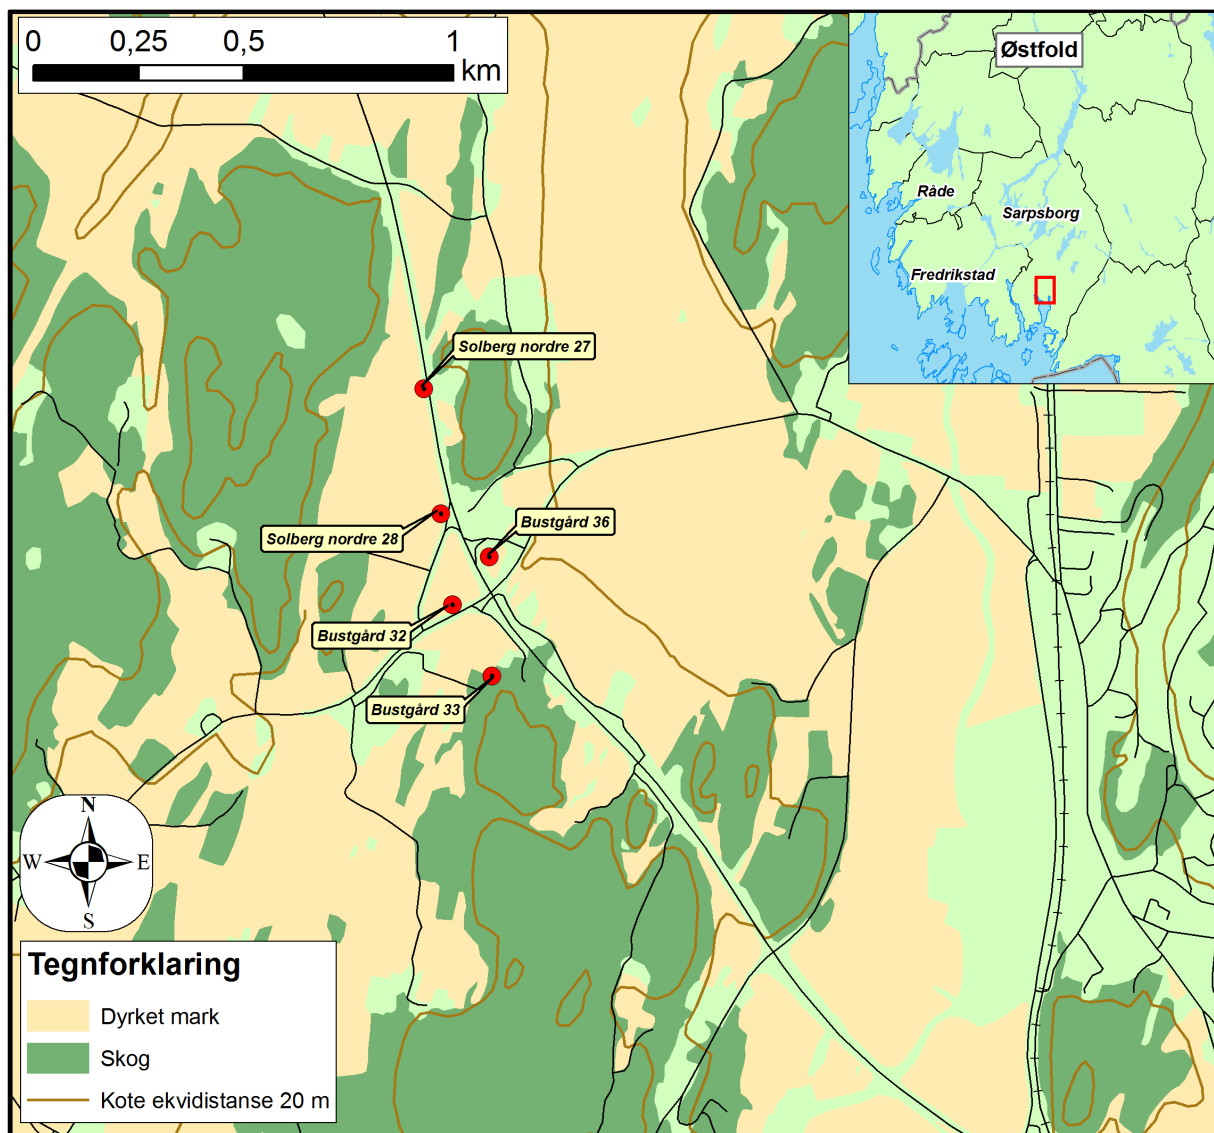 0 0,25 0,5 1
km
Østfold
Råde
Sarpsborg
Fredrikstad
Solberg nordre 27
Bustgård 36
Solberg nordre 28
Bustgård 32
Bustgård 33
N
W E
S
Tegnforklaring
Dyrket mark
Skog
Kote ekvidistanse 20 m